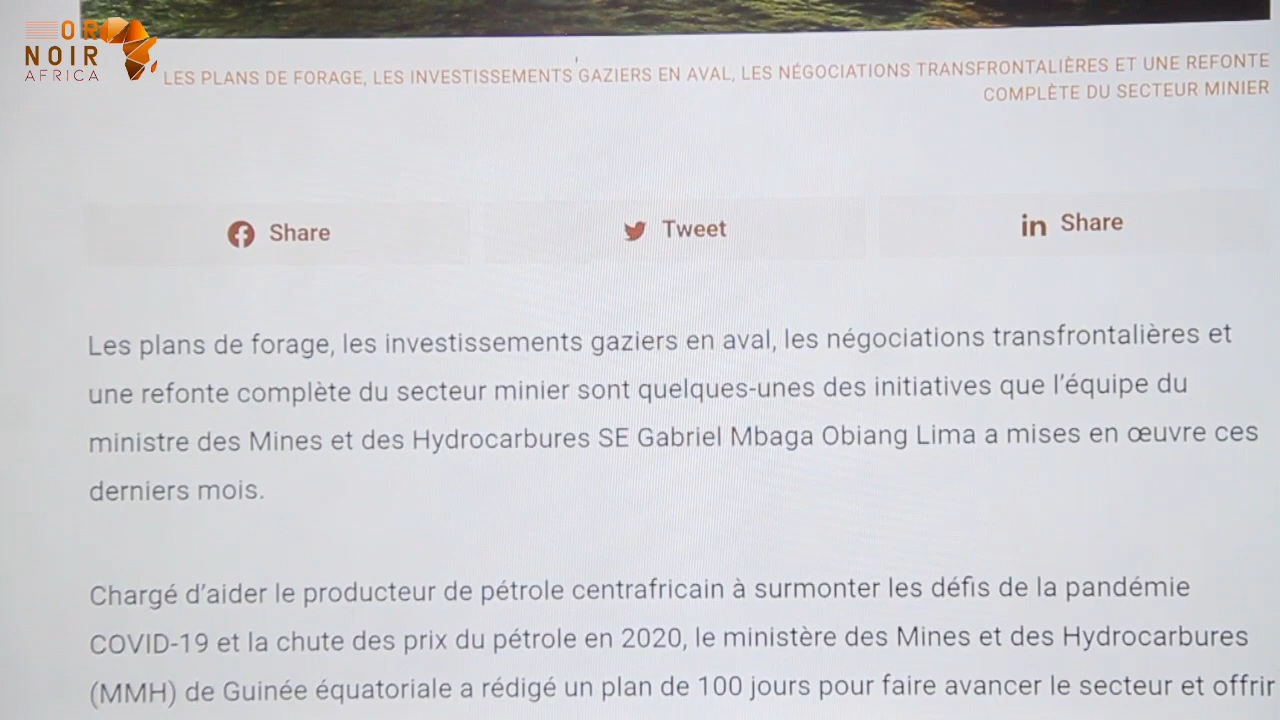 OR
NOIR
AFRICA
LES PLANS DE FORAGE, LES INVESTISSEMENTS GAZIERS EN AVAL, LES NÉGOCIATIONS TRANSFRONTALIÈRES ET UNE REFONTE
COMPLÈTE DU SECTEUR MINIER
Share
Tweet
in Share
Les plans de forage, les investissements gaziers en aval, les négociations transfrontalières et
une refonte complète du secteur minier sont quelques-unes des initiatives que l'équipe du
ministre des Mines et des Hydrocarbures SE Gabriel Mbaga Obiang Lima a mises en œuvre ces
derniers mois.
Chargé d'aider le producteur de pétrole centrafricain à surmonter les défis de la pandémie
COVID-19 et la chute des prix du pétrole en 2020, le ministère des Mines et des Hydrocarbures
(MMH) de Guinée équatoriale a rédigé un plan de 100 jours pour faire avancer le secteur et offrir